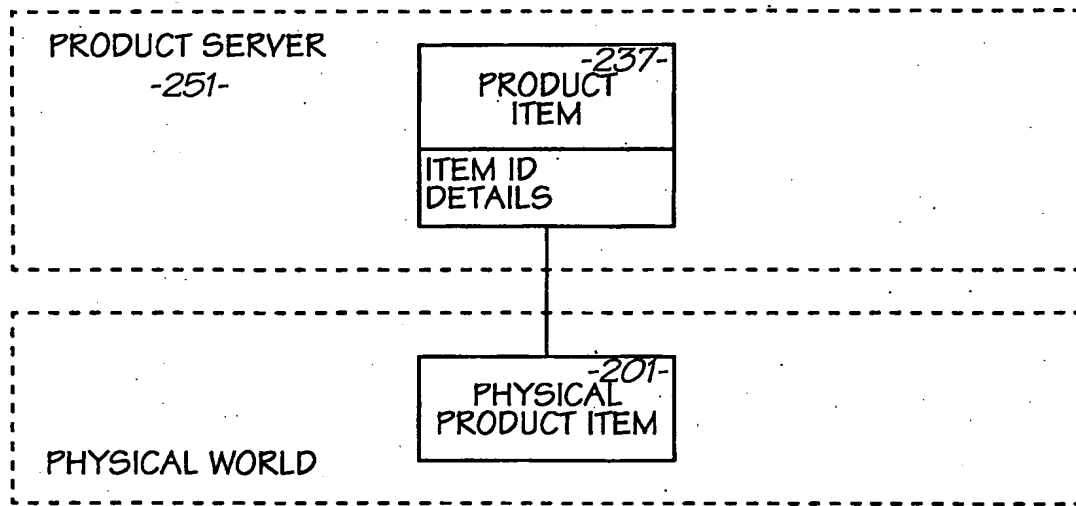 PRODUCT SERVER
-251-
-237-
PRODUCT
ITEM
ITEM ID
DETAILS
-201-
PHYSICAL
PRODUCT ITEM
PHYSICAL WORLD